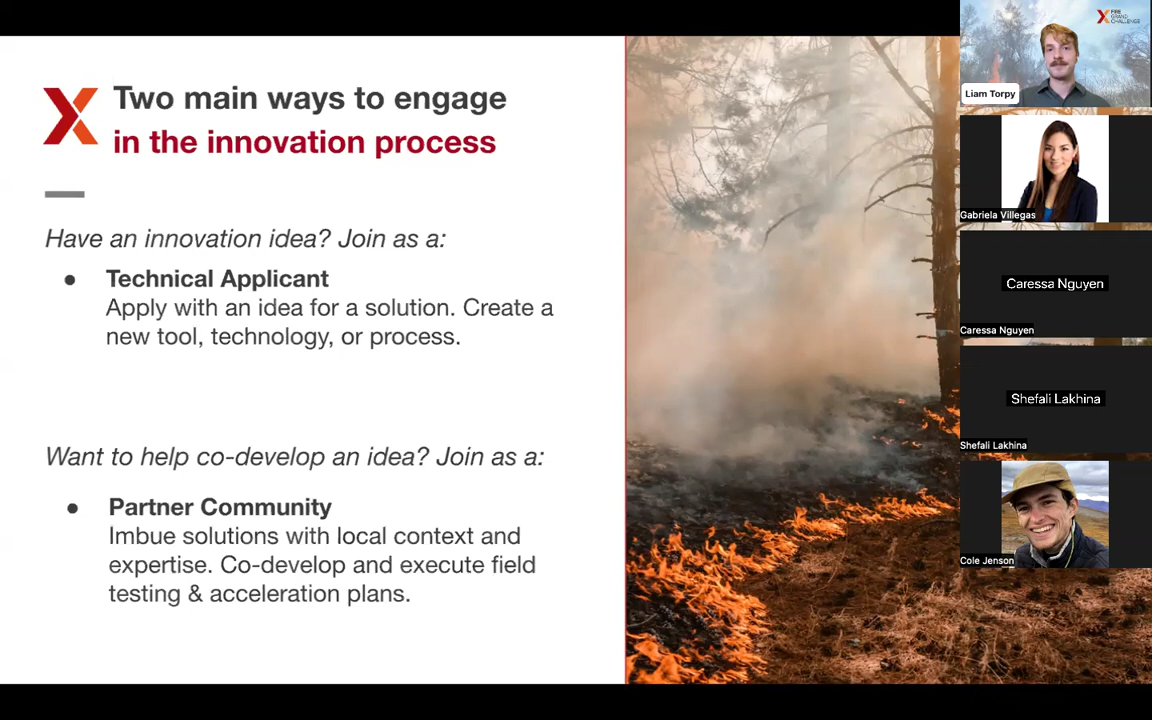 Two main ways to engage
in the innovation process
Have an innovation idea? Join as a:
● Technical Applicant
Apply with an idea for a solution. Create a
new tool, technology, or process.
Want to help co-develop an idea? Join as a:
● Partner Community
Imbue solutions with local context and
expertise. Co-develop and execute field
testing & acceleration plans.
FIRE
GRAND
CHALLENGE
Liam Torpy
Gabriela Villegas
Caressa Nguyen
Caressa Nguyen
Shefali Lakhina
Shefali Lakhina
Cole Jenson